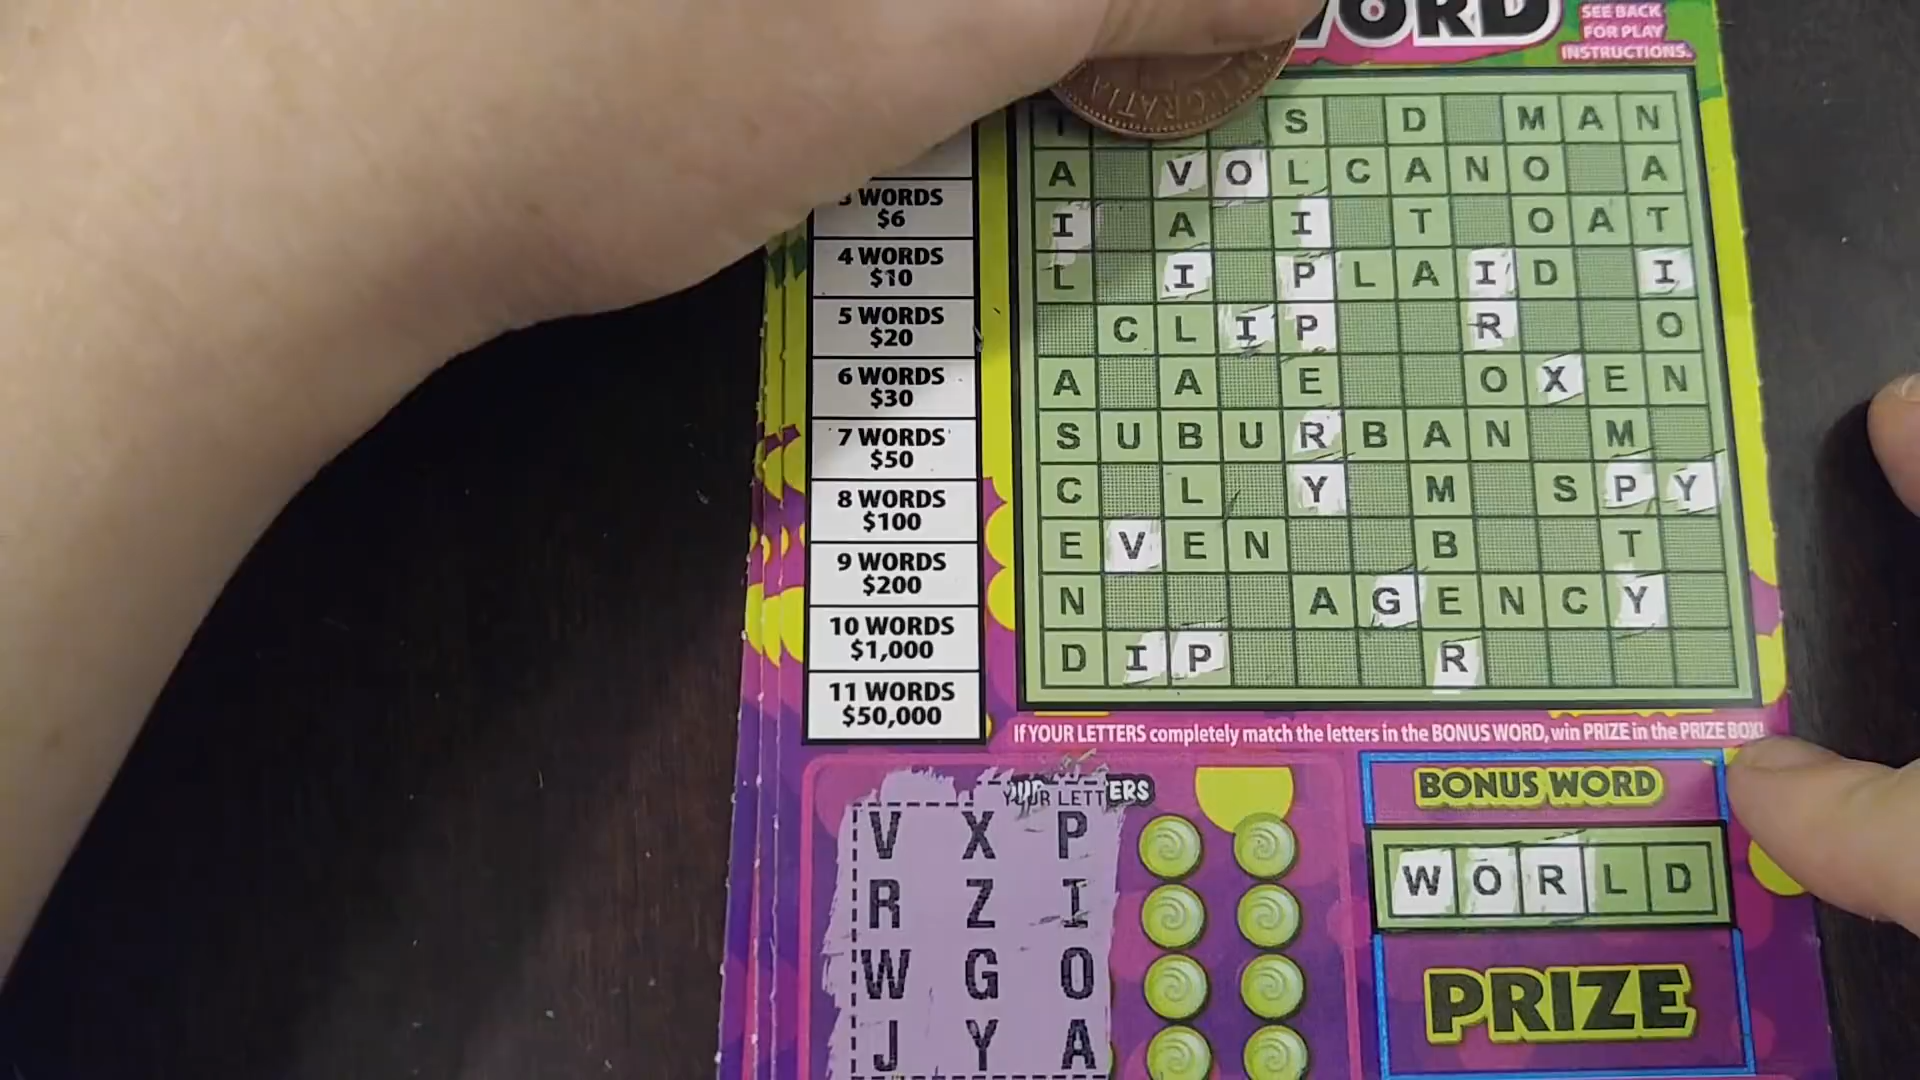 WORD
SEE BACK
FOR PLAY
INSTRUCTIONS.
S D M A N
A V O L C A N O A
I A I T O A T
L I P L A I D I
C L I P R O
A A E O X E N
S U B U R B A N M
C L Y M S P Y
E V E N B T
N A G E N C Y
D I P R
3 WORDS
$6
4 WORDS
$10
5 WORDS
$20
6 WORDS
$30
7 WORDS
$50
8 WORDS
$100
9 WORDS
$200
10 WORDS
$1,000
11 WORDS
$50,000
If YOUR LETTERS completely match the letters in the BONUS WORD, win PRIZE in the PRIZE BOX!
YOUR LETTERS
V X P
R Z I
W G O
J Y A
BONUS WORD
W O R L D
PRIZE